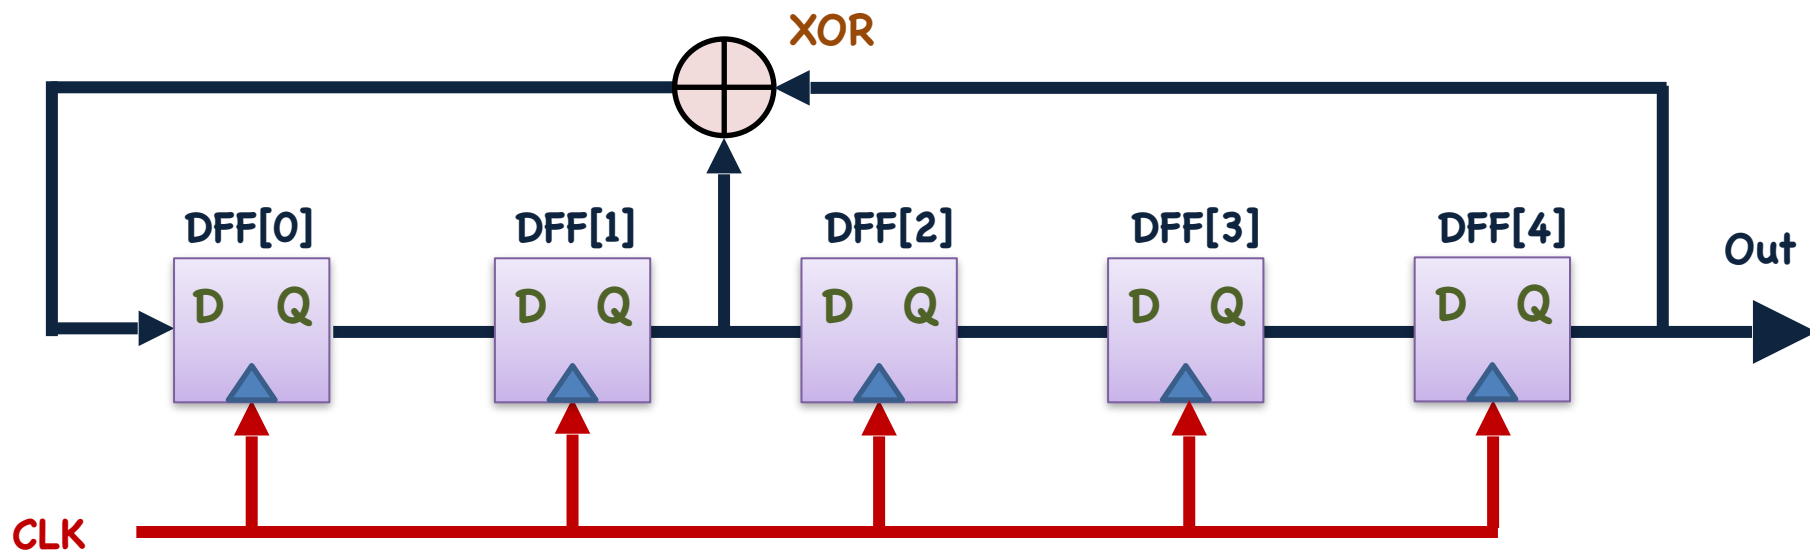 XOR
DFF[0] DFF[1] DFF[2] DFF[3] DFF[4]
Out
D Q D Q D Q D Q D Q
CLK